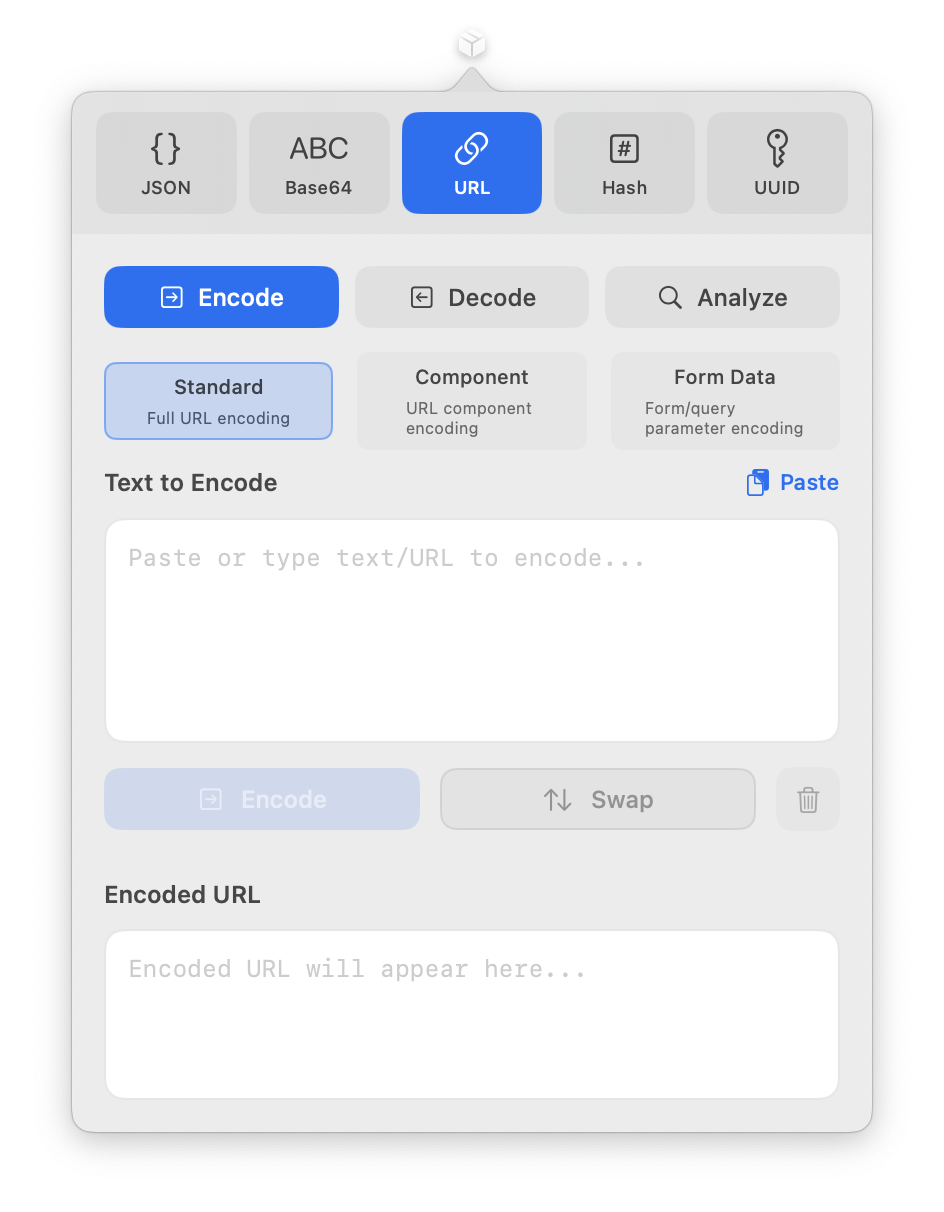 { }
ABC
#
JSON
Base64
URL
Hash
UUID
Encode
Decode
Analyze
Standard
Full URL encoding
Component
URL component
encoding
Form Data
Form/query
parameter encoding
Text to Encode
Paste
Paste or type text/URL to encode...
Encode
Swap
Encoded URL
Encoded URL will appear here...